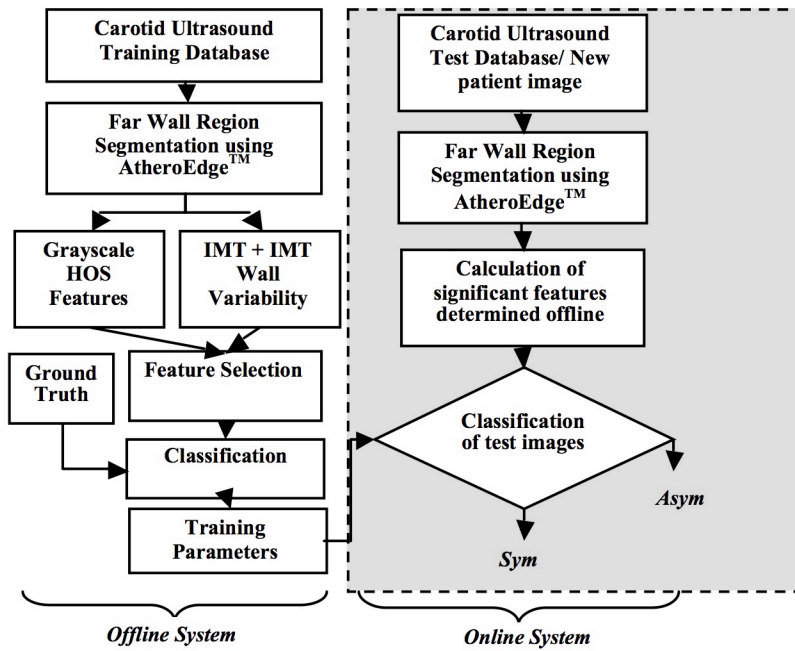 Carotid Ultrasound
Training Database
Far Wall Region
Segmentation using
AtheroEdge™
Grayscale
HOS
Features
IMT + IMT
Wall
Variability
Ground
Truth
Feature Selection
Classification
Training
Parameters
Offline System
Carotid Ultrasound
Test Database/ New
patient image
Far Wall Region
Segmentation using
AtheroEdge™
Calculation of
significant features
determined offline
Classification
of test images
Asym
Sym
Online System